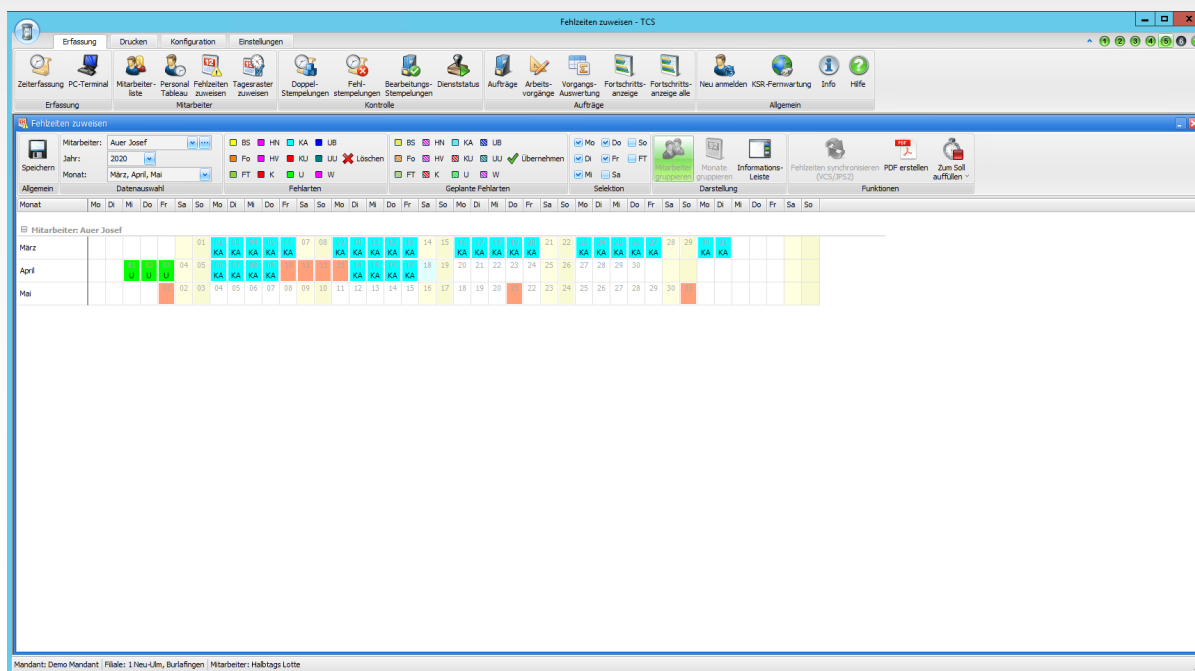 Fehlzeiten zuweisen - TCS
Erfassung Drucken Konfiguration Einstellungen
1 2 3 4 5 6
Zeiterfassung PC-Terminal Mitarbeiter-liste Personal Tableau Fehlzeiten zuweisen Tagesraster zuweisen Doppel-Stempelungen Fehl-stempelungen Bearbeitungs-Stempelungen Dienststatus Aufträge Arbeits-vorgänge Vorgangs-Auswertung Fortschritts-anzeige Fortschritts-anzeige alle Neu anmelden KSR-Fernwartung Info Hilfe
Erfassung Mitarbeiter Kontrolle Aufträge Allgemein
Fehlzeiten zuweisen
Mitarbeiter: Auer Josef BS HN KA UB BS HN KA UB Mo Do So
Jahr: 2020 Fo HV KU UU Löschen Fo HV KU UU Übernehmen Di Fr FT
Monat: März, April, Mai FT K U W FT K U W Mi Sa
Speichern Mitarbeiter gruppieren Monate gruppieren Informations-Leiste Fehlzeiten synchronisieren (VCS/JPS2) PDF erstellen Zum Soll auffüllen
Allgemein Datenauswahl Fehlarten Geplante Fehlarten Selektion Darstellung Funktionen
Monat Mo Di Mi Do Fr Sa So Mo Di Mi Do Fr Sa So Mo Di Mi Do Fr Sa So Mo Di Mi Do Fr Sa So Mo Di Mi Do Fr Sa So Mo Di Mi Do Fr Sa So
Mitarbeiter: Auer Josef
01 07 08 14 15 21 22 28 29
März KA KA KA KA KA KA KA KA KA KA KA KA KA KA KA KA KA KA KA KA KA KA
04 05 18 19 20 21 22 23 24 25 26 27 28 29 30
April U U U KA KA KA KA KA KA KA KA
Mai 02 03 04 05 06 07 08 09 10 11 12 13 14 15 16 17 18 19 20 22 23 24 25 26 27 28 29 30
Mandant: Demo Mandant Filiale: 1 Neu-Ulm, Burlafingen Mitarbeiter: Halbtags Lotte